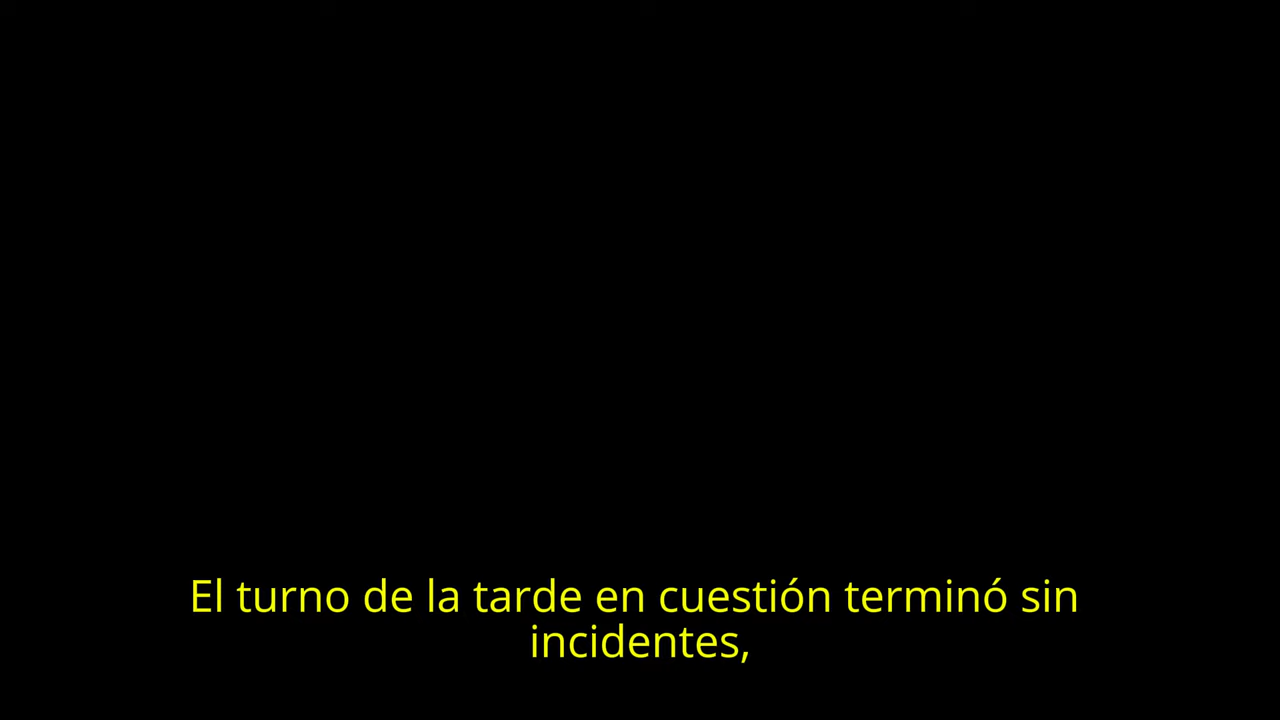 El turno de la tarde en cuestión terminó sin
incidentes,